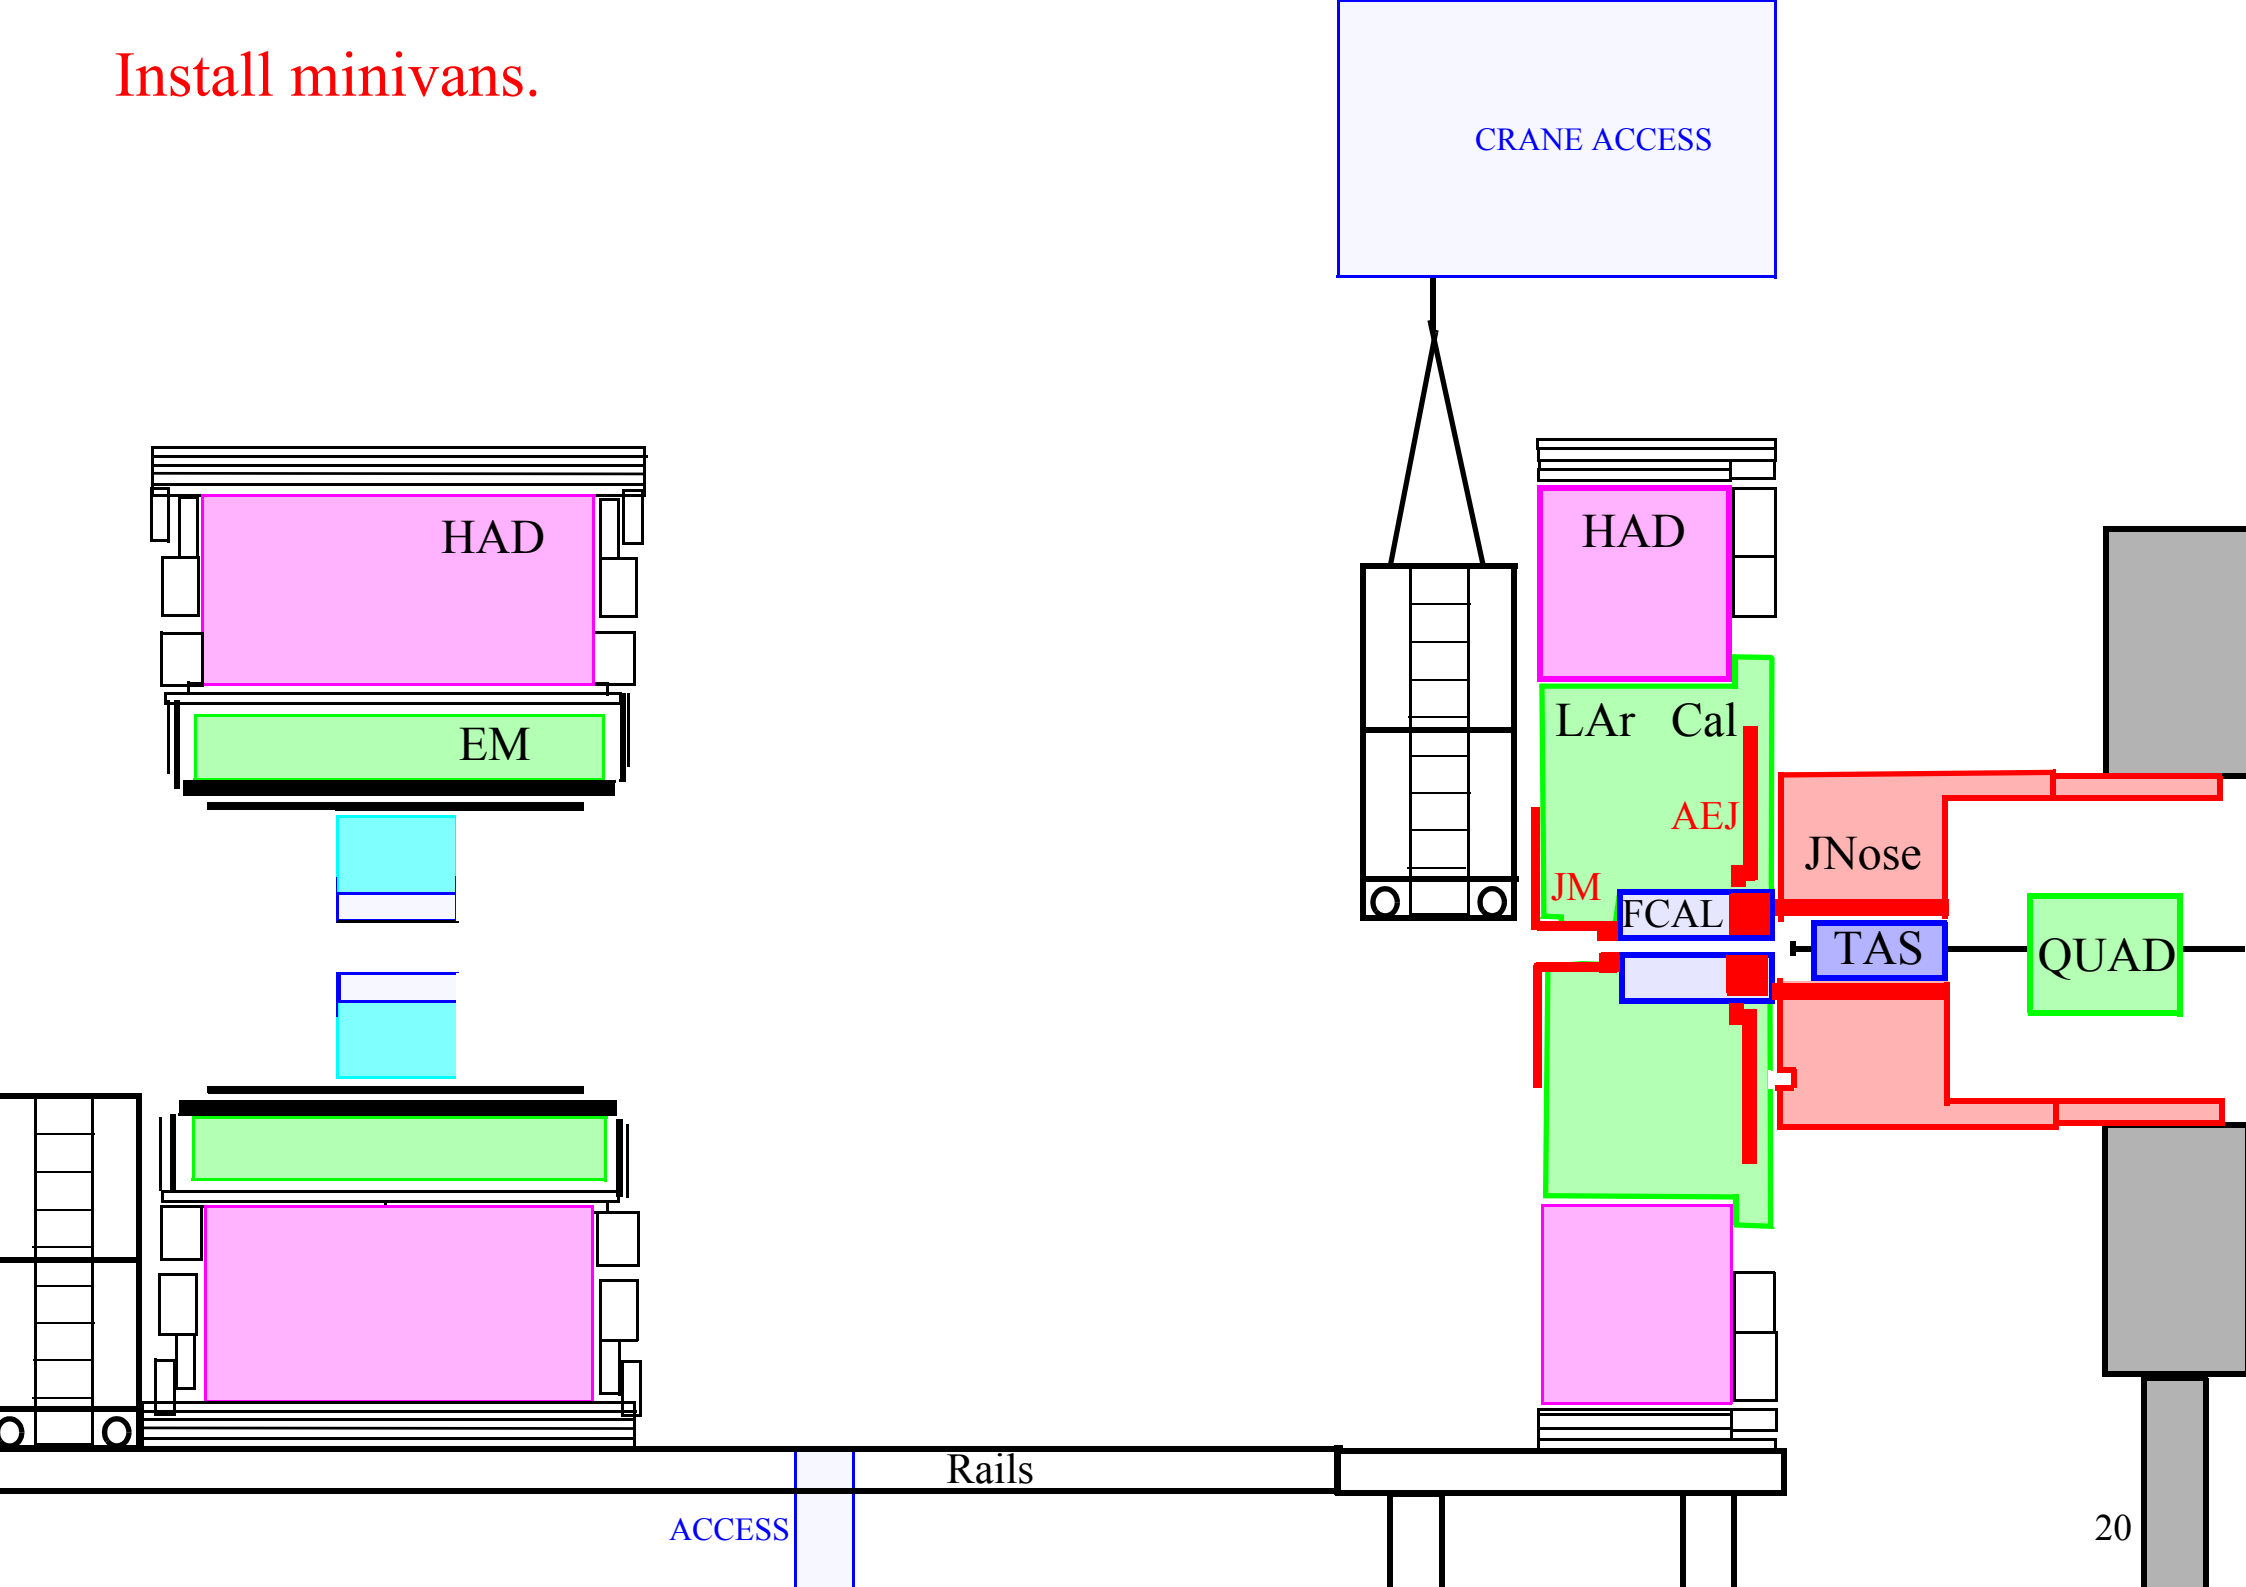 Install minivans.
CRANE ACCESS
HAD
HAD
LAr Cal
EM
AEJ
JNose
JM
FCAL
TAS
QUAD
Rails
ACCESS
20